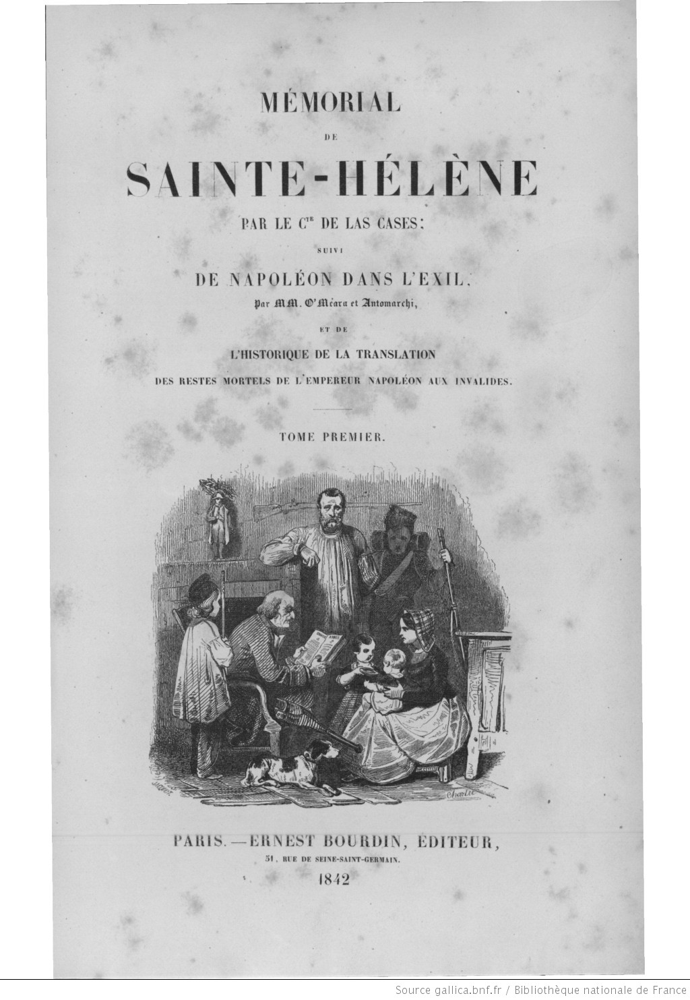 MÉMORIAL
DE
SAINTE-HÉLÈNE
PAR LE Cᵀᴱ DE LAS CASES;
SUIVI
DE NAPOLÉON DANS L'EXIL,
Par MM. O'Méara et Antomarchi,
ET DE
L'HISTORIQUE DE LA TRANSLATION
DES RESTES MORTELS DE L'EMPEREUR NAPOLÉON AUX INVALIDES.
TOME PREMIER.
Charlet
PARIS. — ERNEST BOURDIN, ÉDITEUR,
51, RUE DE SEINE-SAINT-GERMAIN.
1842
Source gallica.bnf.fr / Bibliothèque nationale de France